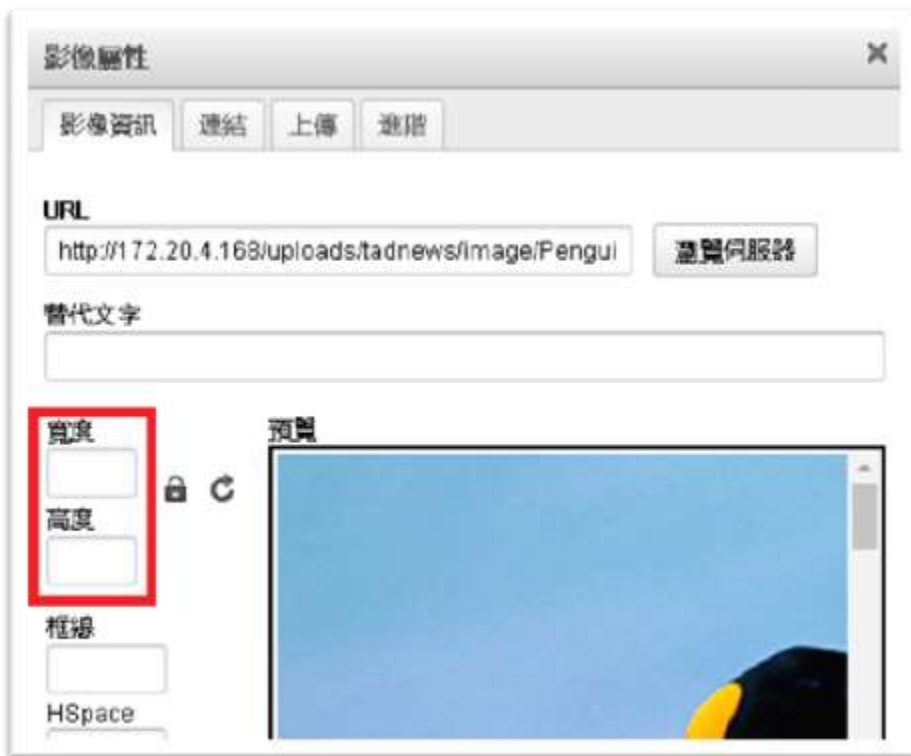 影像屬性
影像資訊 連結 上傳 進階
URL
http://172.20.4.168/uploads/tadnews/image/Pengui 瀏覽伺服器
替代文字
寬度 預覽
高度
框線
HSpace